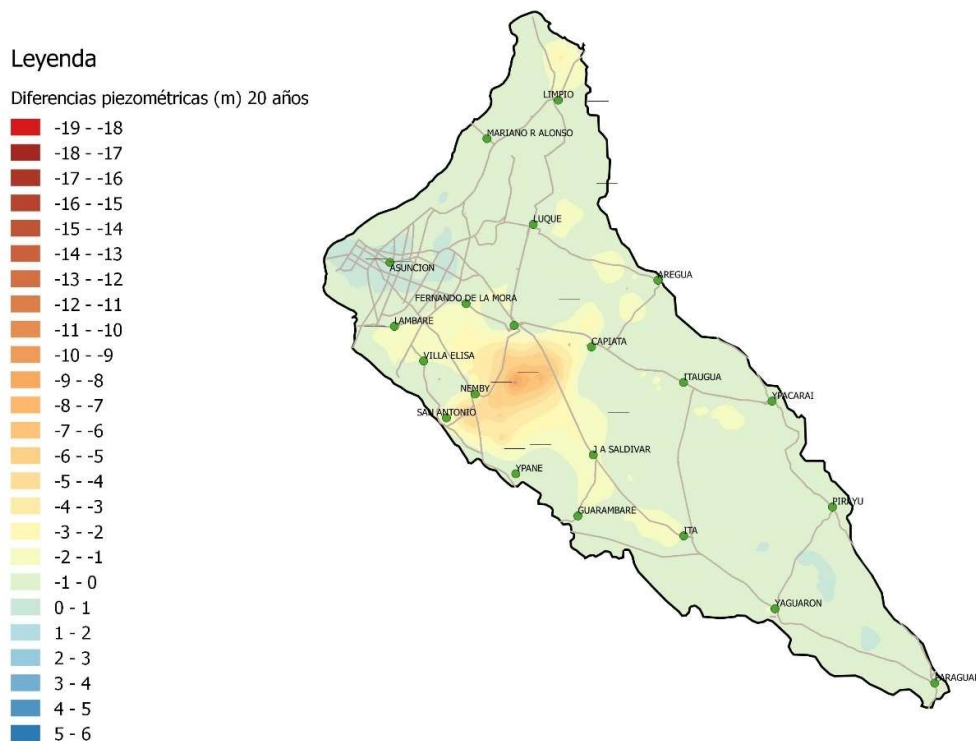 Leyenda
Diferencias piezométricas (m) 20 años
-19 - -18
-18 - -17
-17 - -16
-16 - -15
-15 - -14
-14 - -13
-13 - -12
-12 - -11
-11 - -10
-10 - -9
-9 - -8
-8 - -7
-7 - -6
-6 - -5
-5 - -4
-4 - -3
-3 - -2
-2 - -1
-1 - 0
0 - 1
1 - 2
2 - 3
3 - 4
4 - 5
5 - 6
LIMPIO
MARIANO R ALONSO
LUQUE
ASUNCION
AREGUA
FERNANDO DE LA MORA
LAMBARE
CAPIATA
VILLA ELISA
ITAUGUA
NEMBY
YPACARAI
SAN ANTONIO
J A SALDIVAR
YPANE
PIRAYU
GUARAMBARE
ITA
YAGUARON
PARAGUAR